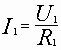 I₁ = U₁/R₁